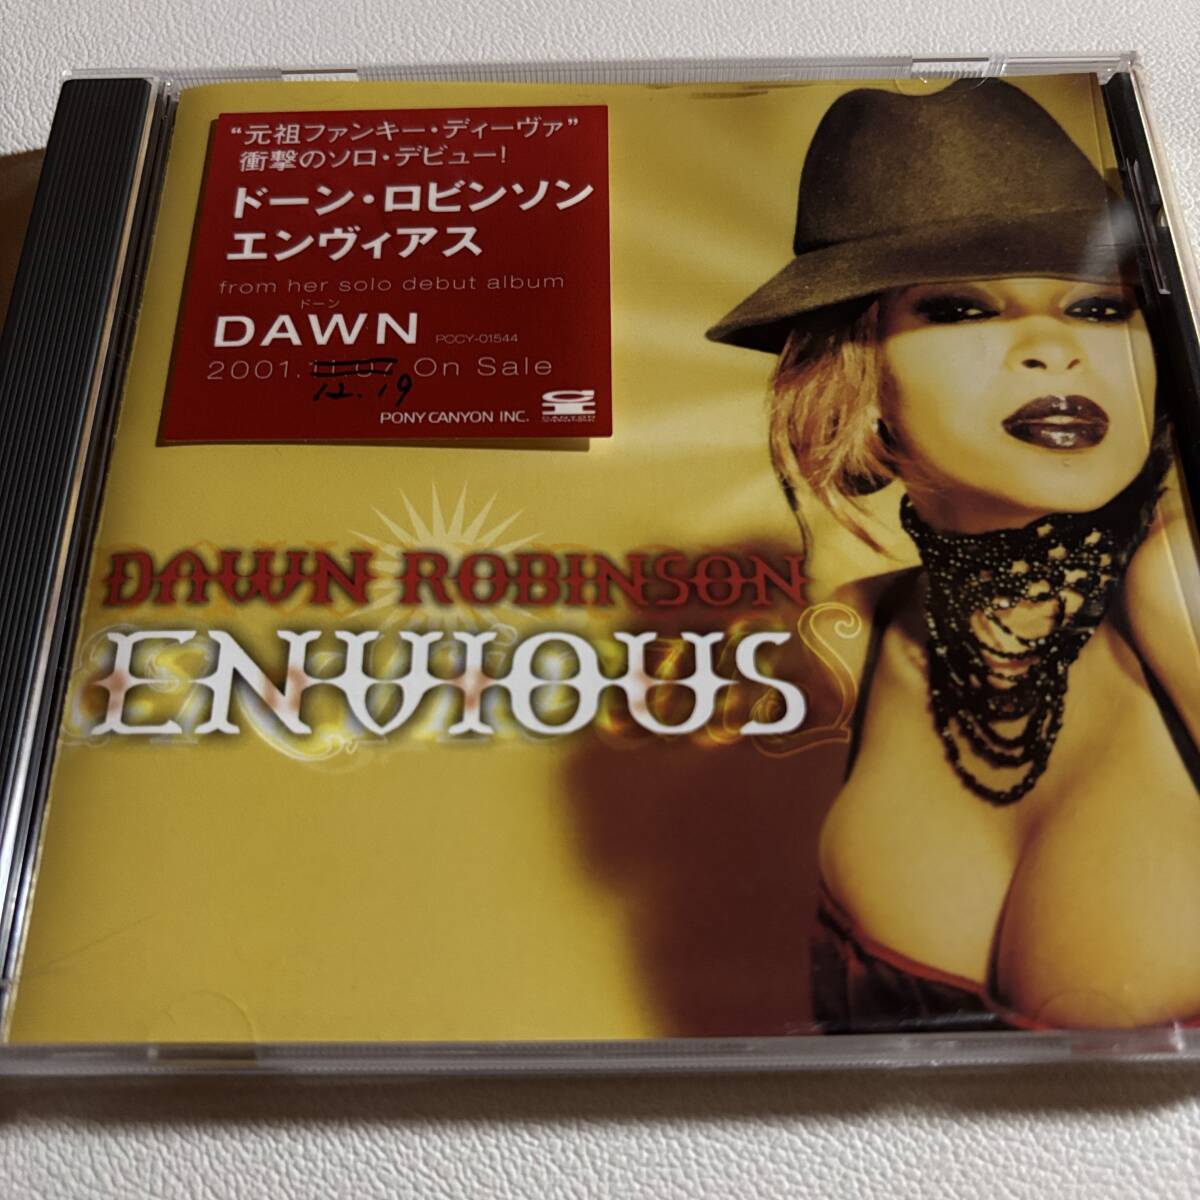 “元祖ファンキー・ディーヴァ”
衝撃のソロ・デビュー!
ドーン・ロビンソン
エンヴィアス
from her solo debut album
ドーン
DAWN PCCY-01544
2001.11.07 On Sale
12.19
PONY CANYON INC.
DAWN ROBINSON
ENVIOUS